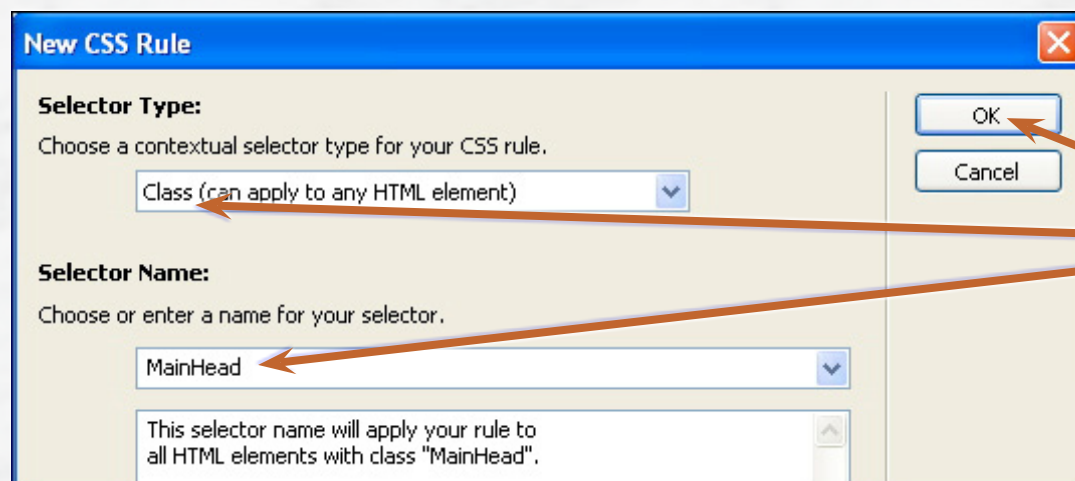 New CSS Rule
Selector Type:
OK
Choose a contextual selector type for your CSS rule.
Class (can apply to any HTML element)
Cancel
Selector Name:
Choose or enter a name for your selector.
MainHead
This selector name will apply your rule to
all HTML elements with class "MainHead".